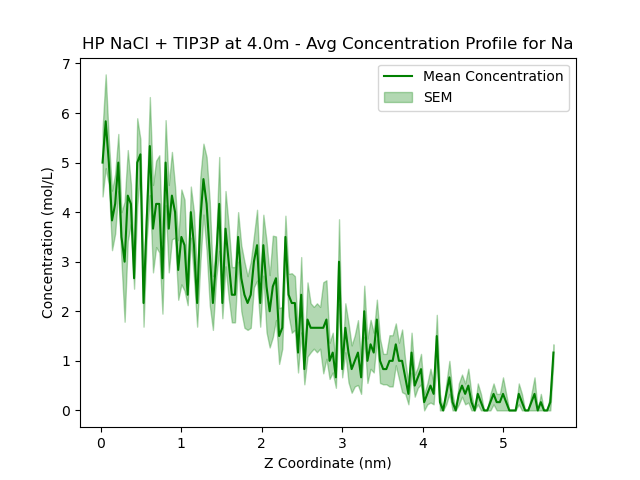 HP NaCl + TIP3P at 4.0m - Avg Concentration Profile for Na
Mean Concentration
SEM
Concentration (mol/L)
7
6
5
4
3
2
1
0
0 1 2 3 4 5
Z Coordinate (nm)